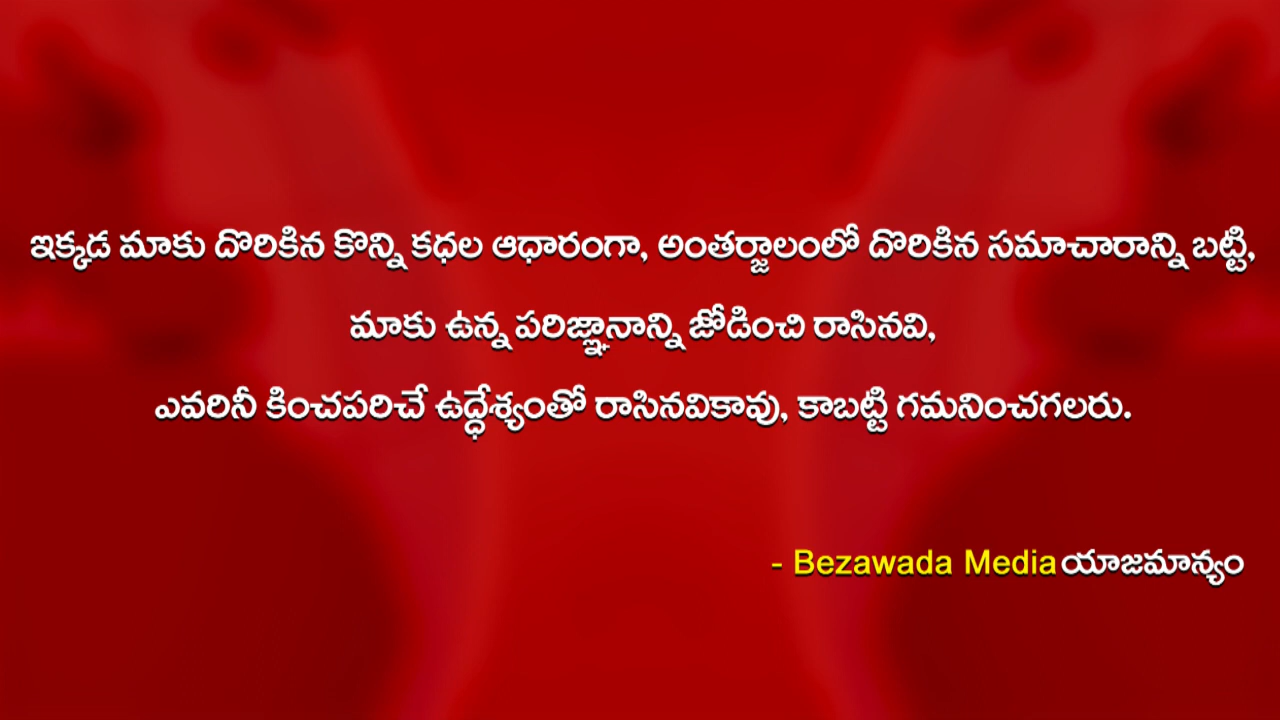 ఇక్కడ మాకు దొరికిన కొన్ని కధల ఆధారంగా, అంతర్జాలంలో దొరికిన సమాచారాన్ని బట్టి,
మాకు ఉన్న పరిజ్ఞానాన్ని జోడించి రాసినవి,
ఎవరినీ కించపరిచే ఉద్ధేశ్యంతో రాసినవికావు, కాబట్టి గమనించగలరు.
- Bezawada Media యాజమాన్యం